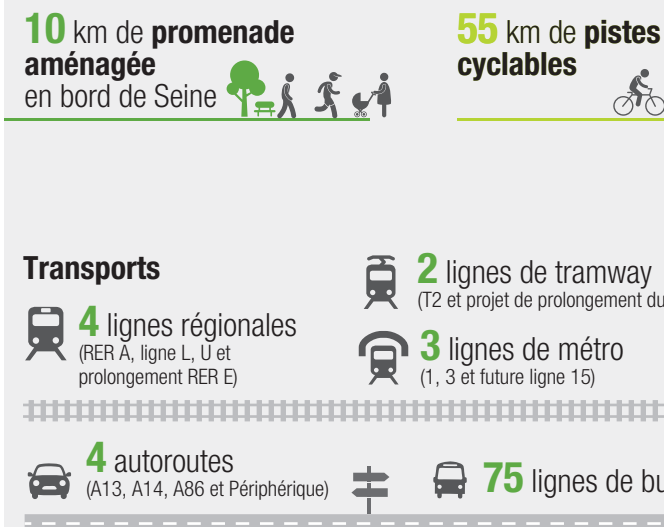 10 km de promenade
aménagée
en bord de Seine
55 km de pistes
cyclables
Transports
4 lignes régionales
(RER A, ligne L, U et
prolongement RER E)
2 lignes de tramway
(T2 et projet de prolongement du
3 lignes de métro
(1, 3 et future ligne 15)
4 autoroutes
(A13, A14, A86 et Périphérique)
75 lignes de bu